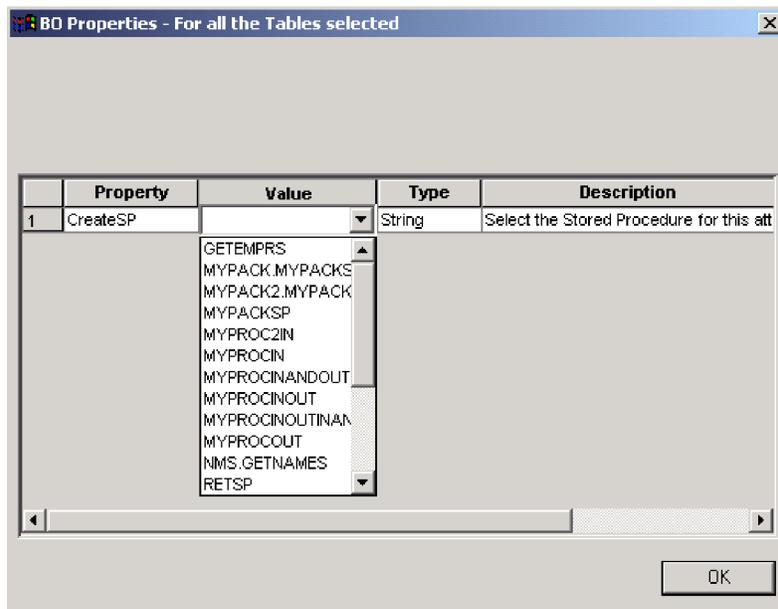 BO Properties - For all the Tables selected
Property Value Type Description
1 CreateSP String Select the Stored Procedure for this att
GETEMPRS
MYPACK.MYPACKS
MYPACK2.MYPACK
MYPACKSP
MYPROC2IN
MYPROCIN
MYPROCINANDOUT
MYPROCINOUT
MYPROCINOUTINAN
MYPROCOUT
NMS.GETNAMES
RETSP
OK